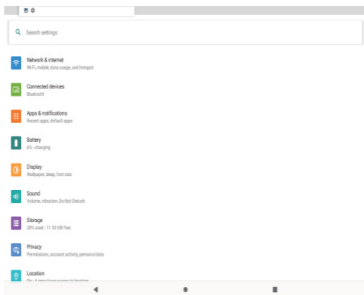 Search settings
Network & internet
Wi-Fi, mobile, data usage, and hotspot
Connected devices
Bluetooth
Apps & notifications
Recent apps, default apps
Battery
Display
Wallpaper, sleep, font size
Sound
Volume, vibration, Do Not Disturb
Storage
Privacy
Permissions, account activity, personal data
Location